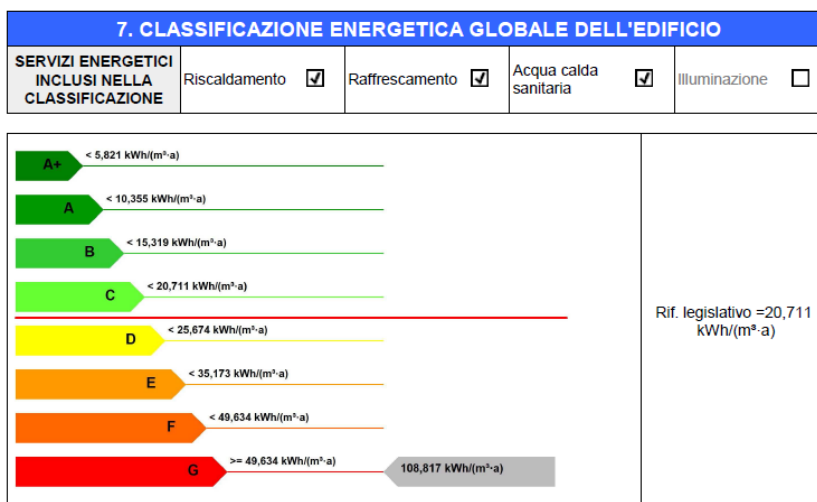 7. CLASSIFICAZIONE ENERGETICA GLOBALE DELL'EDIFICIO
SERVIZI ENERGETICI
INCLUSI NELLA
CLASSIFICAZIONE
Riscaldamento
Raffrescamento
Acqua calda
sanitaria
Illuminazione
A+
< 5,821 kWh/(m³·a)
A
< 10,355 kWh/(m³·a)
B
< 15,319 kWh/(m³·a)
C
< 20,711 kWh/(m³·a)
D
< 25,674 kWh/(m³·a)
E
< 35,173 kWh/(m³·a)
F
< 49,634 kWh/(m³·a)
G
>= 49,634 kWh/(m³·a)
108,817 kWh/(m³·a)
Rif. legislativo =20,711
kWh/(m³·a)